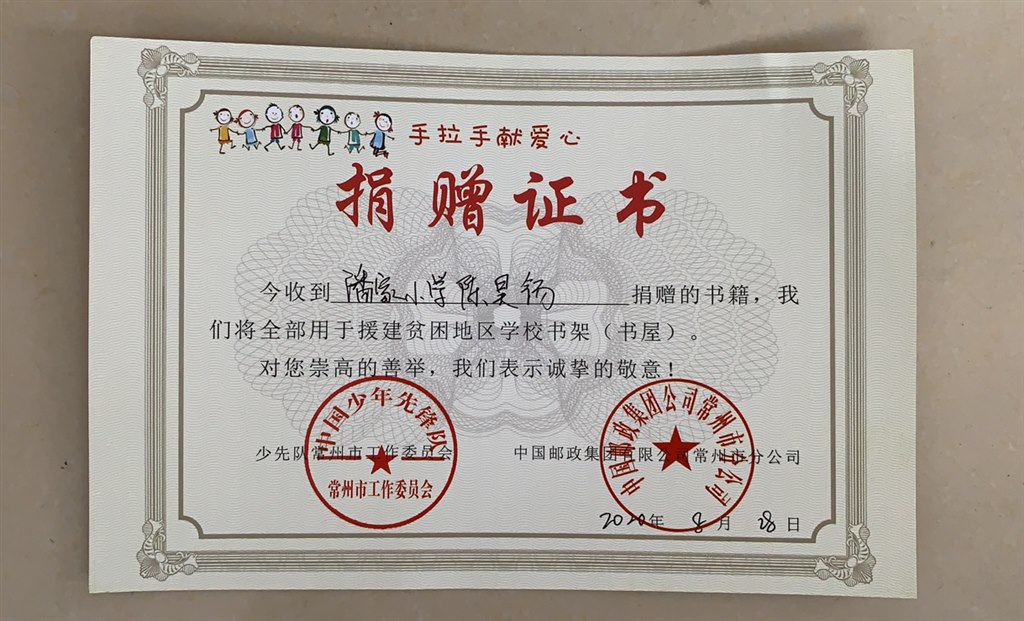 手拉手献爱心
捐赠证书
今收到 潘家小学陈昊钖 捐赠的书籍，我
们将全部用于援建贫困地区学校书架（书屋）。
对您崇高的善举，我们表示诚挚的敬意！
少先队常州市工作委员会 中国邮政集团有限公司常州市分公司
中国少年先锋队
常州市工作委员会
中国邮政集团公司常州市分公司
2020年 8月 28日